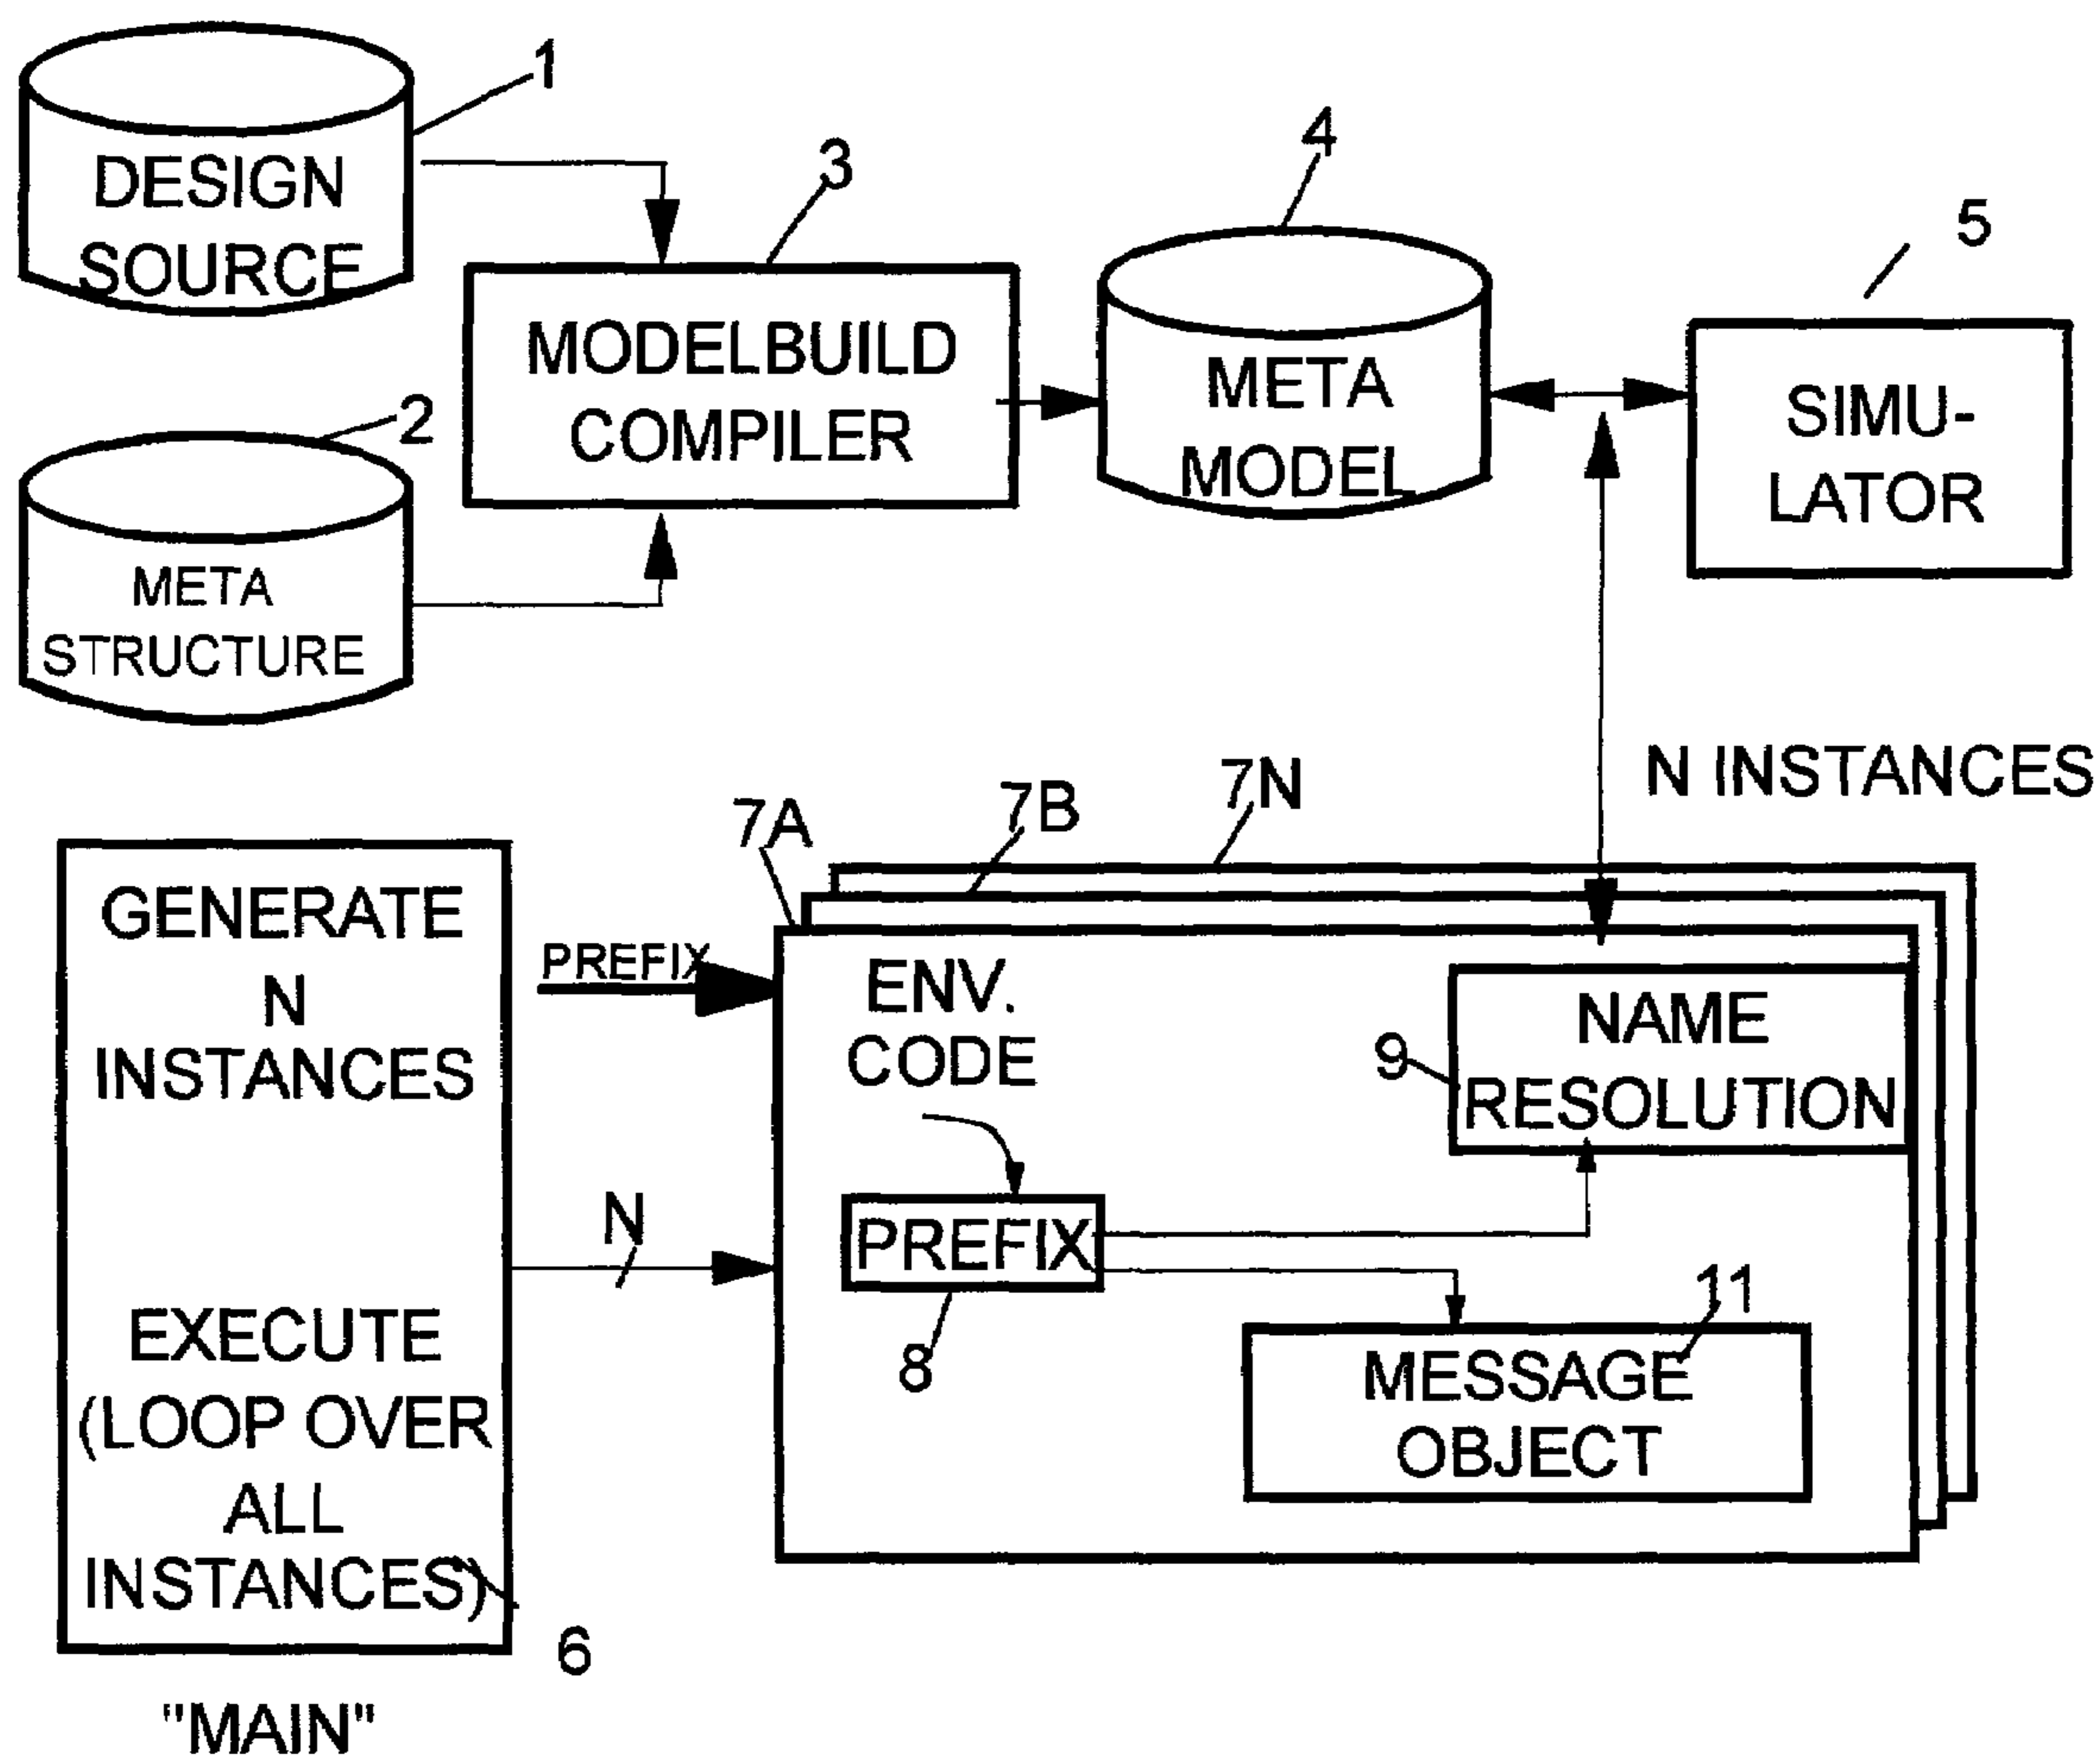 1
DESIGN
SOURCE
2
META
STRUCTURE
3
MODELBUILD
COMPILER
4
META
MODEL
5
SIMU-
LATOR
N INSTANCES
GENERATE
N
INSTANCES
EXECUTE
(LOOP OVER
ALL
INSTANCES)
6
"MAIN"
PREFIX
N
7A
7B
7N
ENV.
CODE
PREFIX
8
9
NAME
RESOLUTION
11
MESSAGE
OBJECT